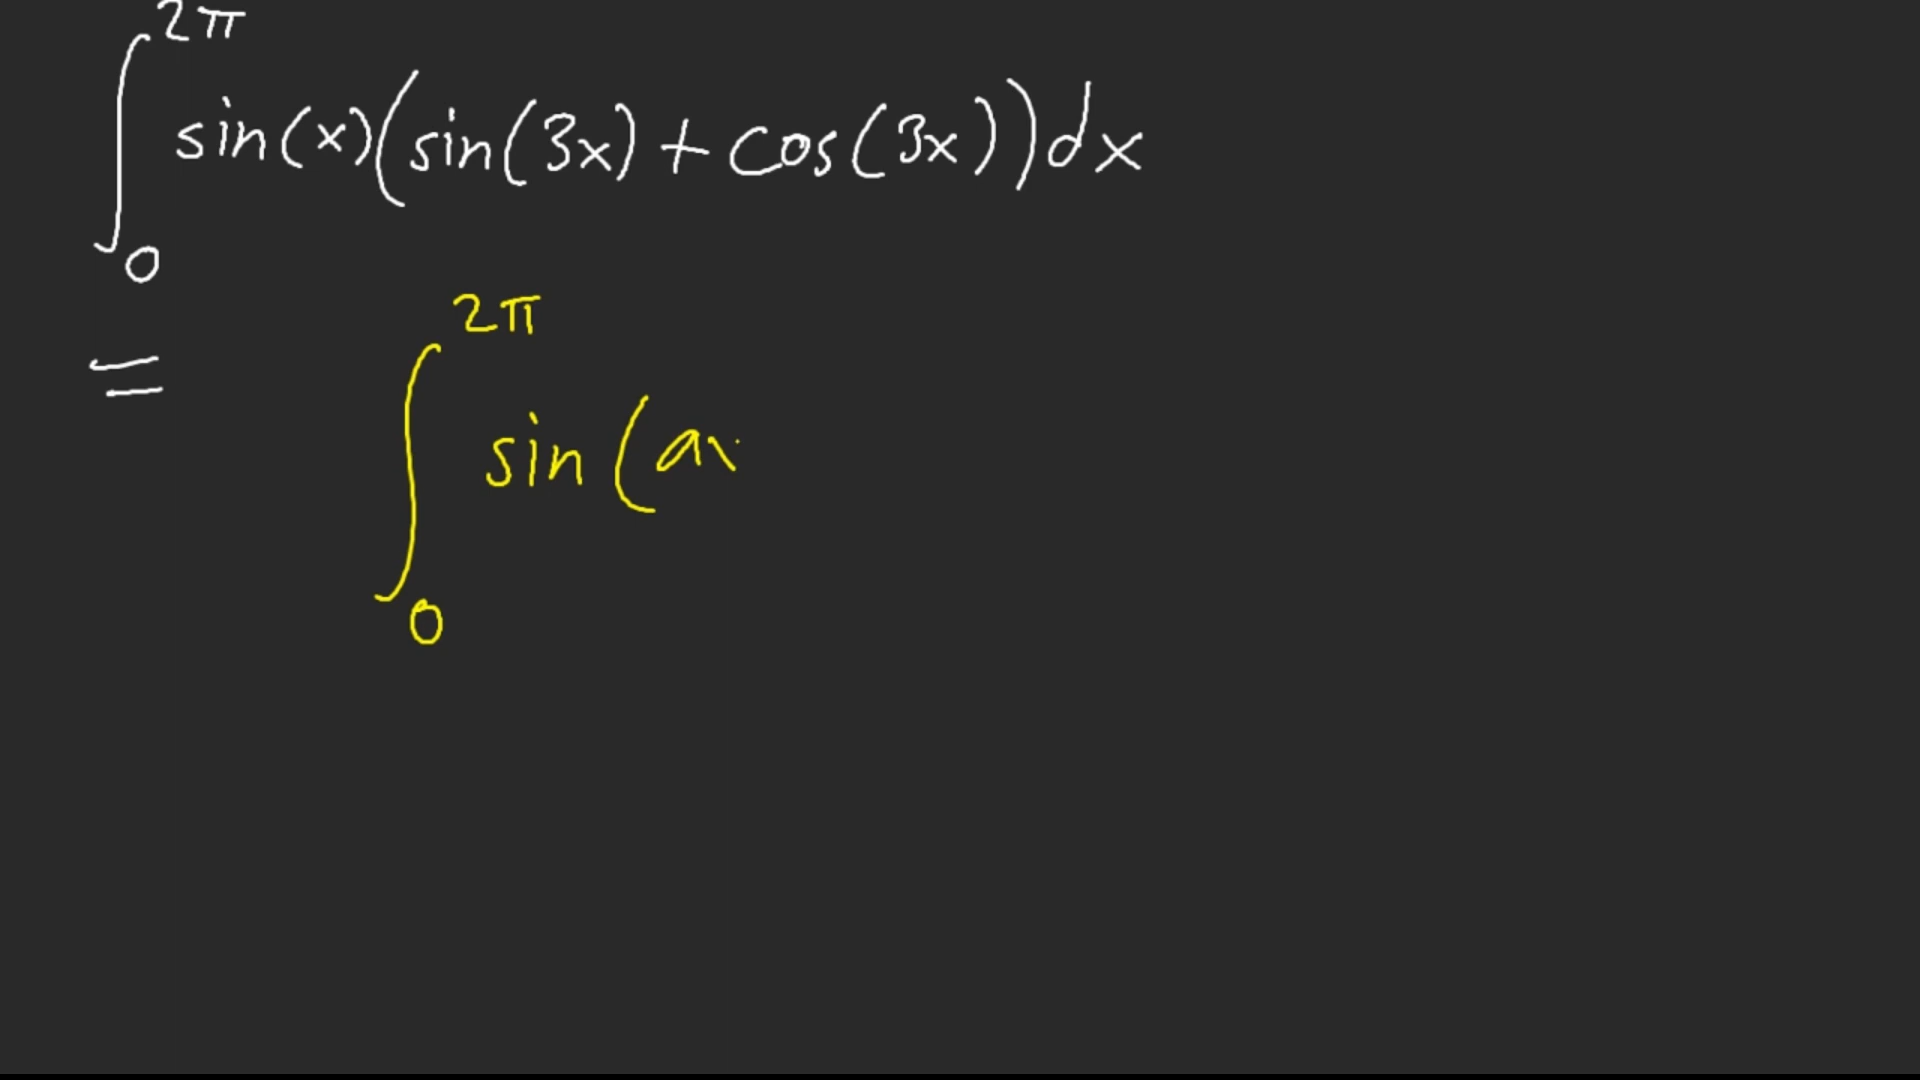 ∫₀^2π sin(x)(sin(3x) + cos(3x))dx
= ∫₀^2π sin(a